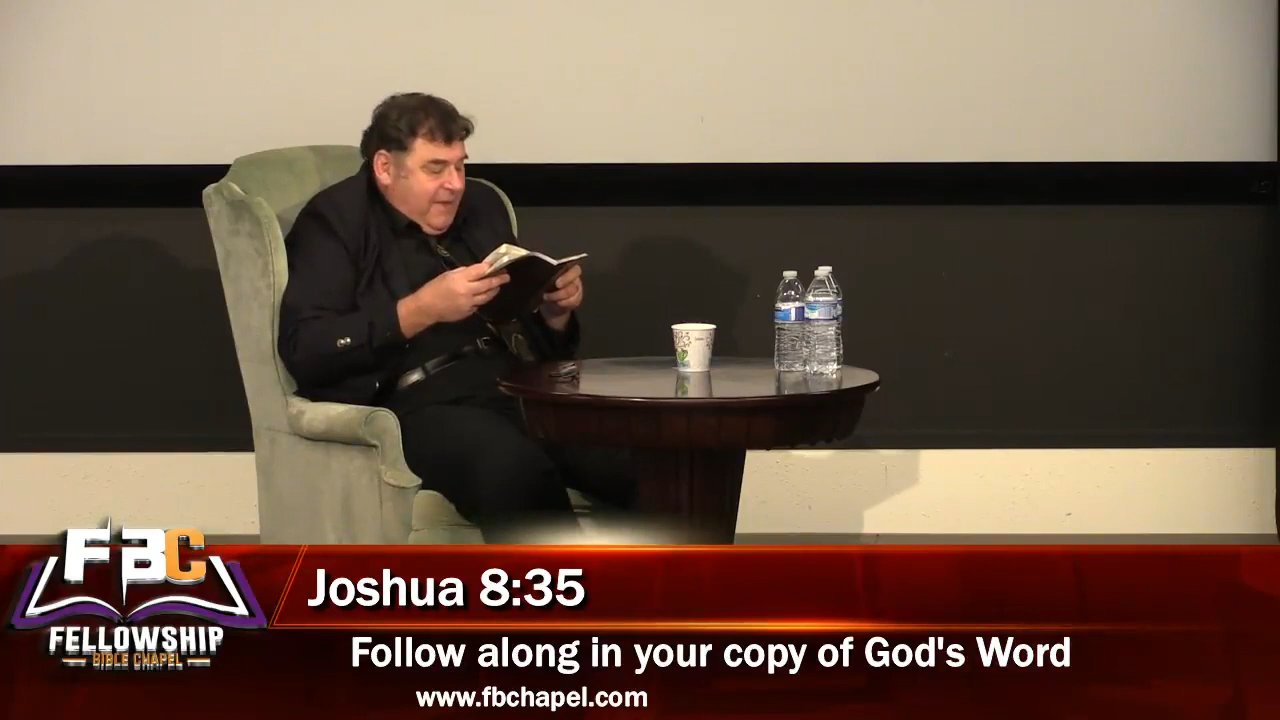 Joshua 8:35
Follow along in your copy of God's Word
www.fbchapel.com
FBC
FELLOWSHIP
BIBLE CHAPEL